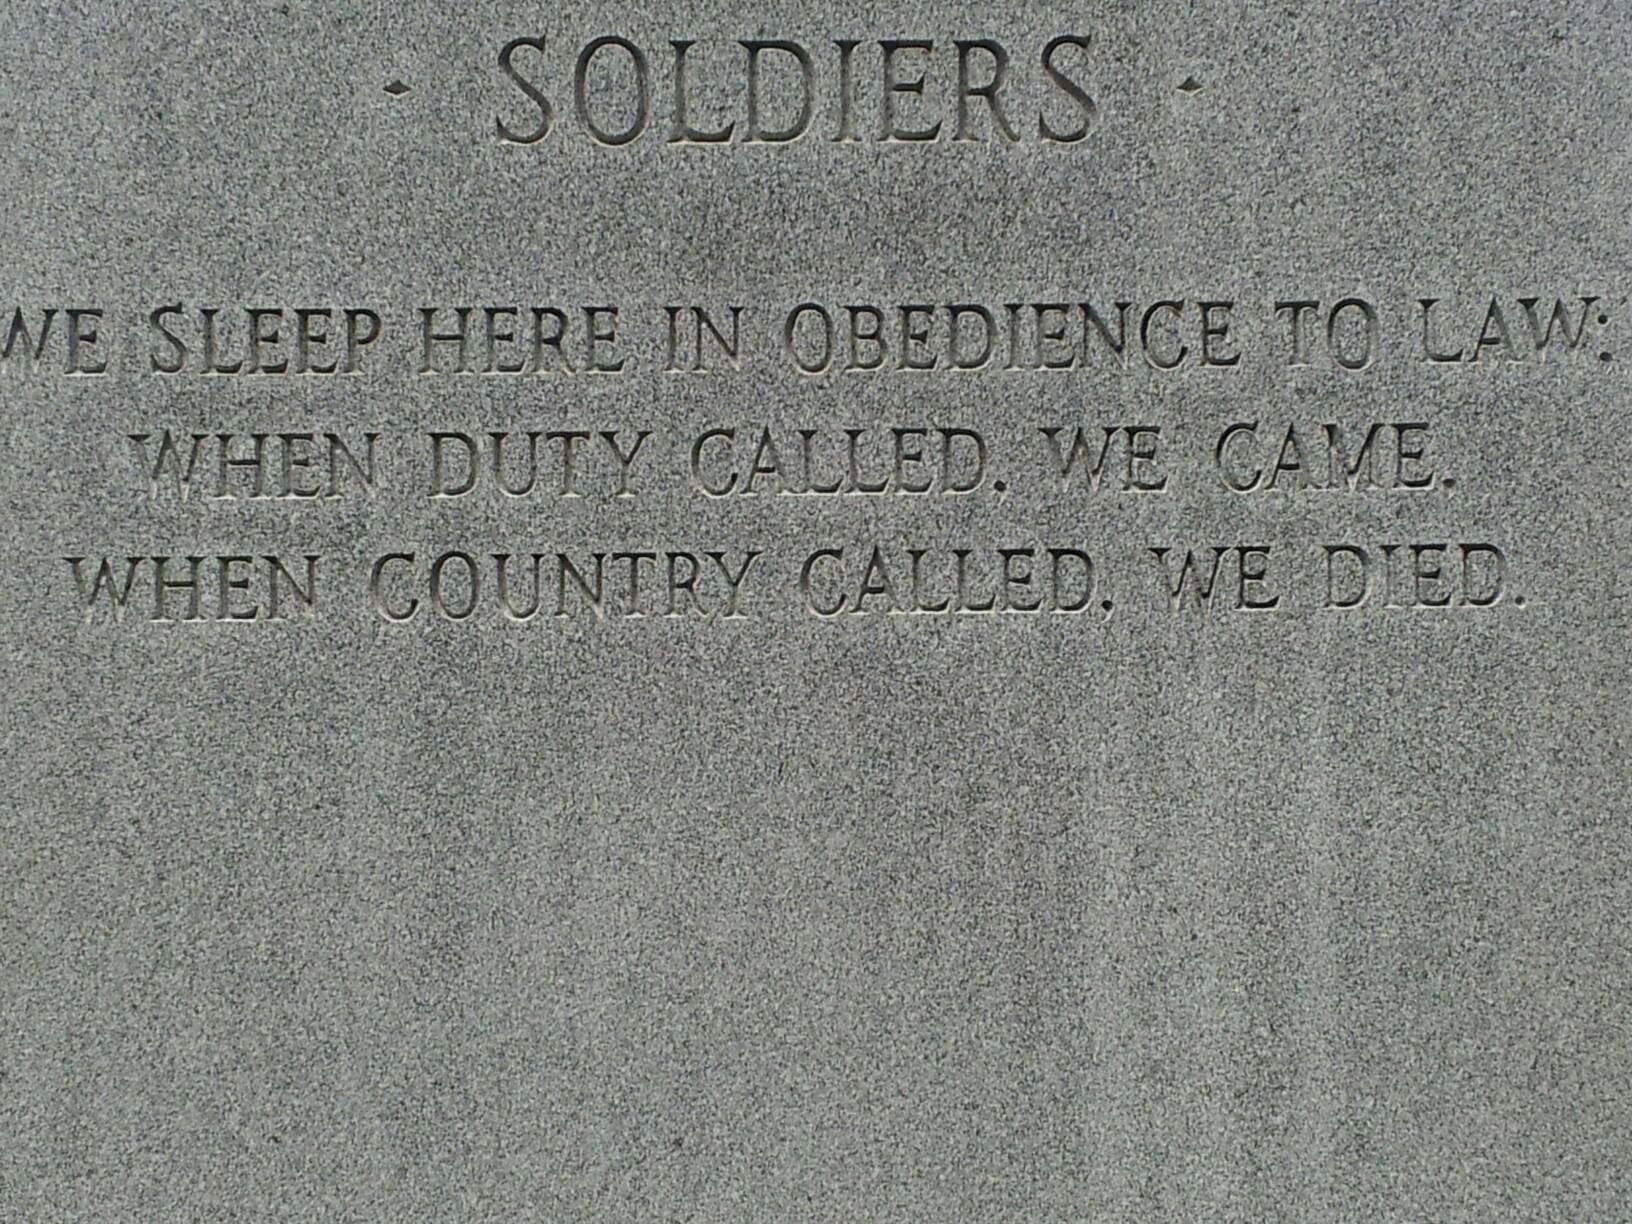 · SOLDIERS ·
WE SLEEP HERE IN OBEDIENCE TO LAW:
WHEN DUTY CALLED, WE CAME,
WHEN COUNTRY CALLED, WE DIED.